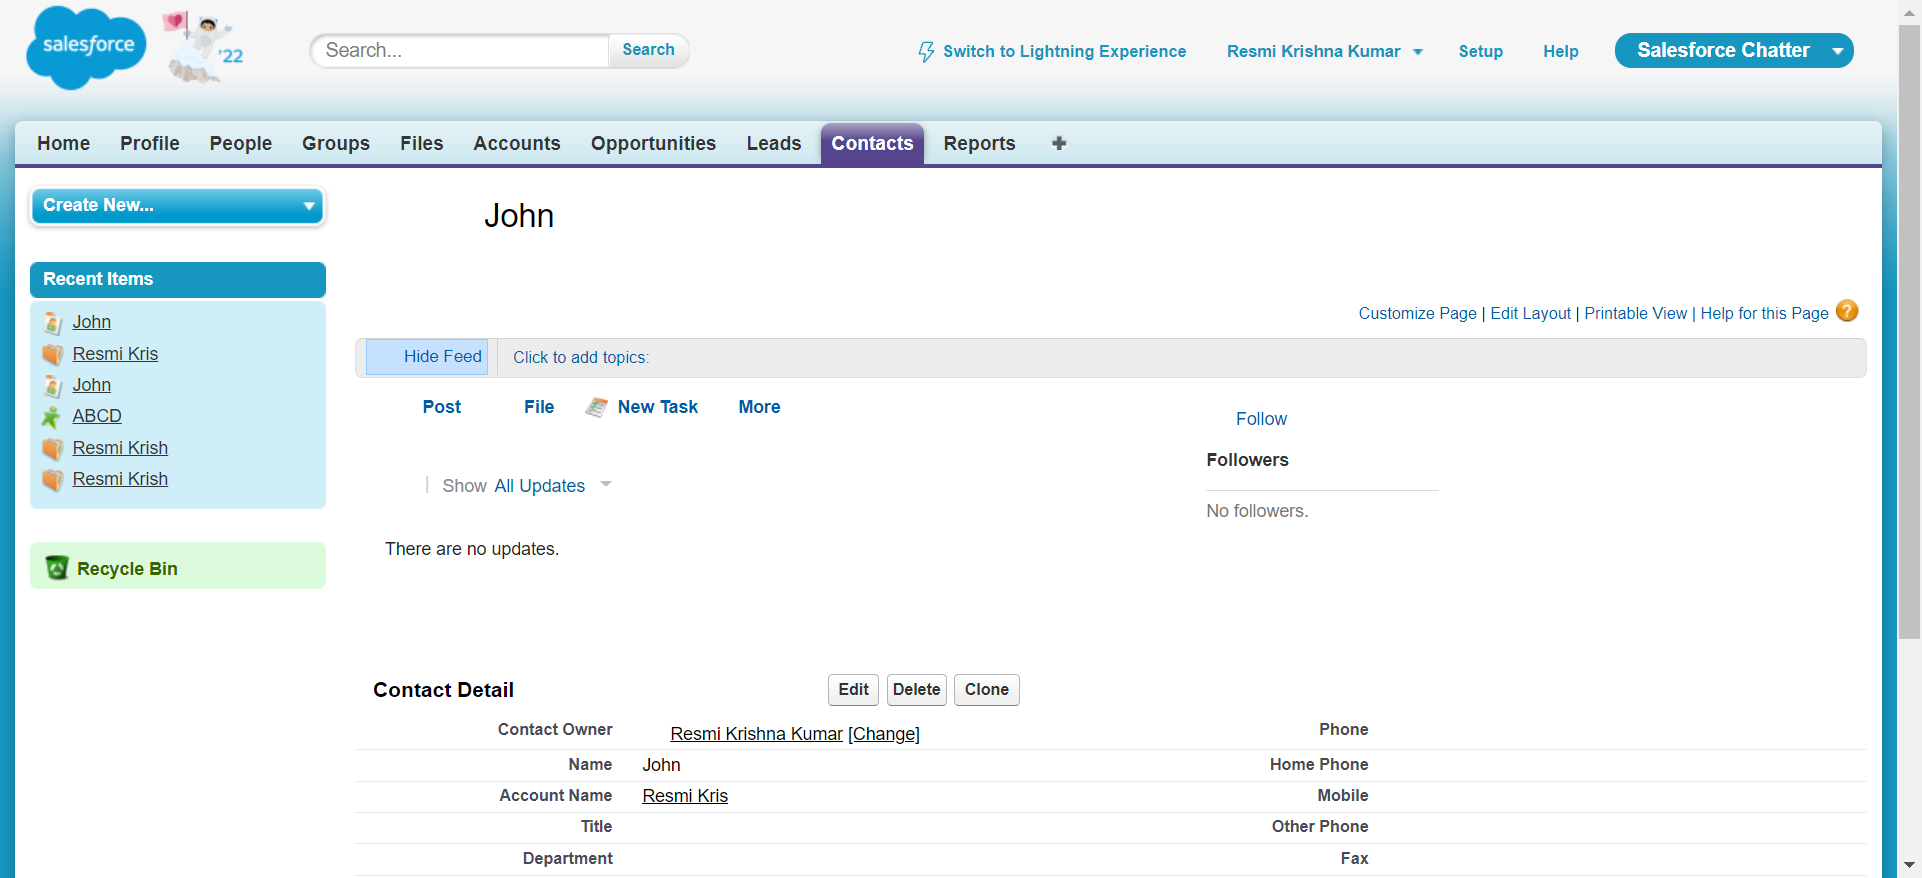 salesforce
'22
Search...
Search
Switch to Lightning Experience
Resmi Krishna Kumar
Setup
Help
Salesforce Chatter
Home Profile People Groups Files Accounts Opportunities Leads Contacts Reports
Create New...
Recent Items
John
Resmi Kris
John
ABCD
Resmi Krish
Resmi Krish
Recycle Bin
John
Customize Page | Edit Layout | Printable View | Help for this Page ?
Hide Feed
Click to add topics:
Post File New Task More
Show All Updates
There are no updates.
Follow
Followers
No followers.
Contact Detail
Edit Delete Clone
Contact Owner Resmi Krishna Kumar [Change] Phone
Name John Home Phone
Account Name Resmi Kris Mobile
Title Other Phone
Department Fax